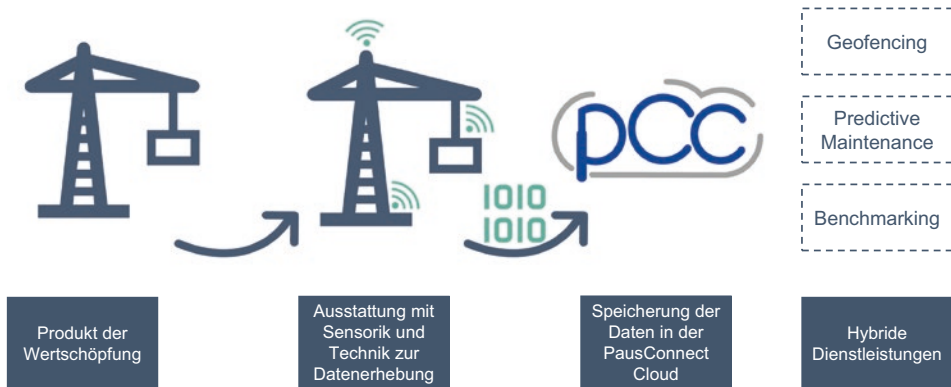 Geofencing
Predictive
Maintenance
Benchmarking
pcc
1010
1010
Produkt der
Wertschöpfung
Ausstattung mit
Sensorik und
Technik zur
Datenerhebung
Speicherung der
Daten in der
PausConnect
Cloud
Hybride
Dienstleistungen